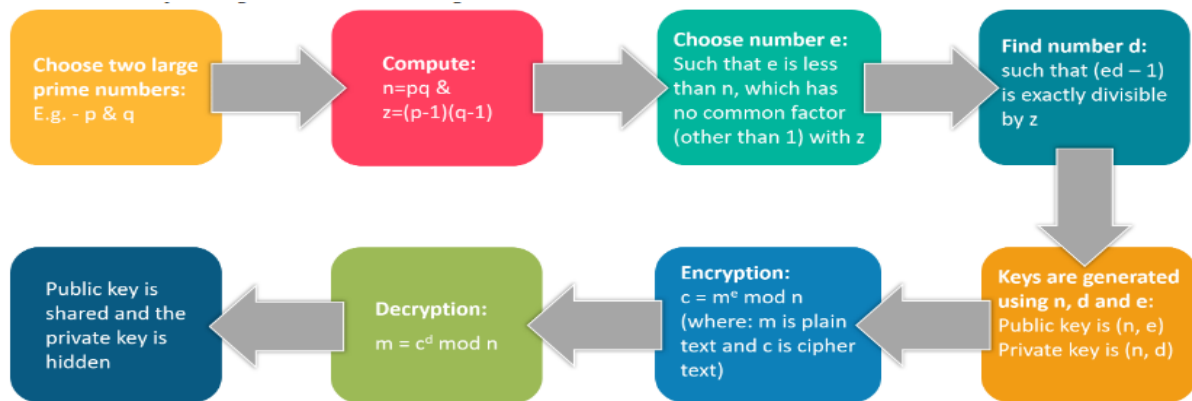 Choose two large
prime numbers:
E.g. - p & q
Compute:
n=pq &
z=(p-1)(q-1)
Choose number e:
Such that e is less
than n, which has
no common factor
(other than 1) with z
Find number d:
such that (ed – 1)
is exactly divisible
by z
Keys are generated
using n, d and e:
Public key is (n, e)
Private key is (n, d)
Encryption:
c = mᵉ mod n
(where: m is plain
text and c is cipher
text)
Decryption:
m = cᵈ mod n
Public key is
shared and the
private key is
hidden